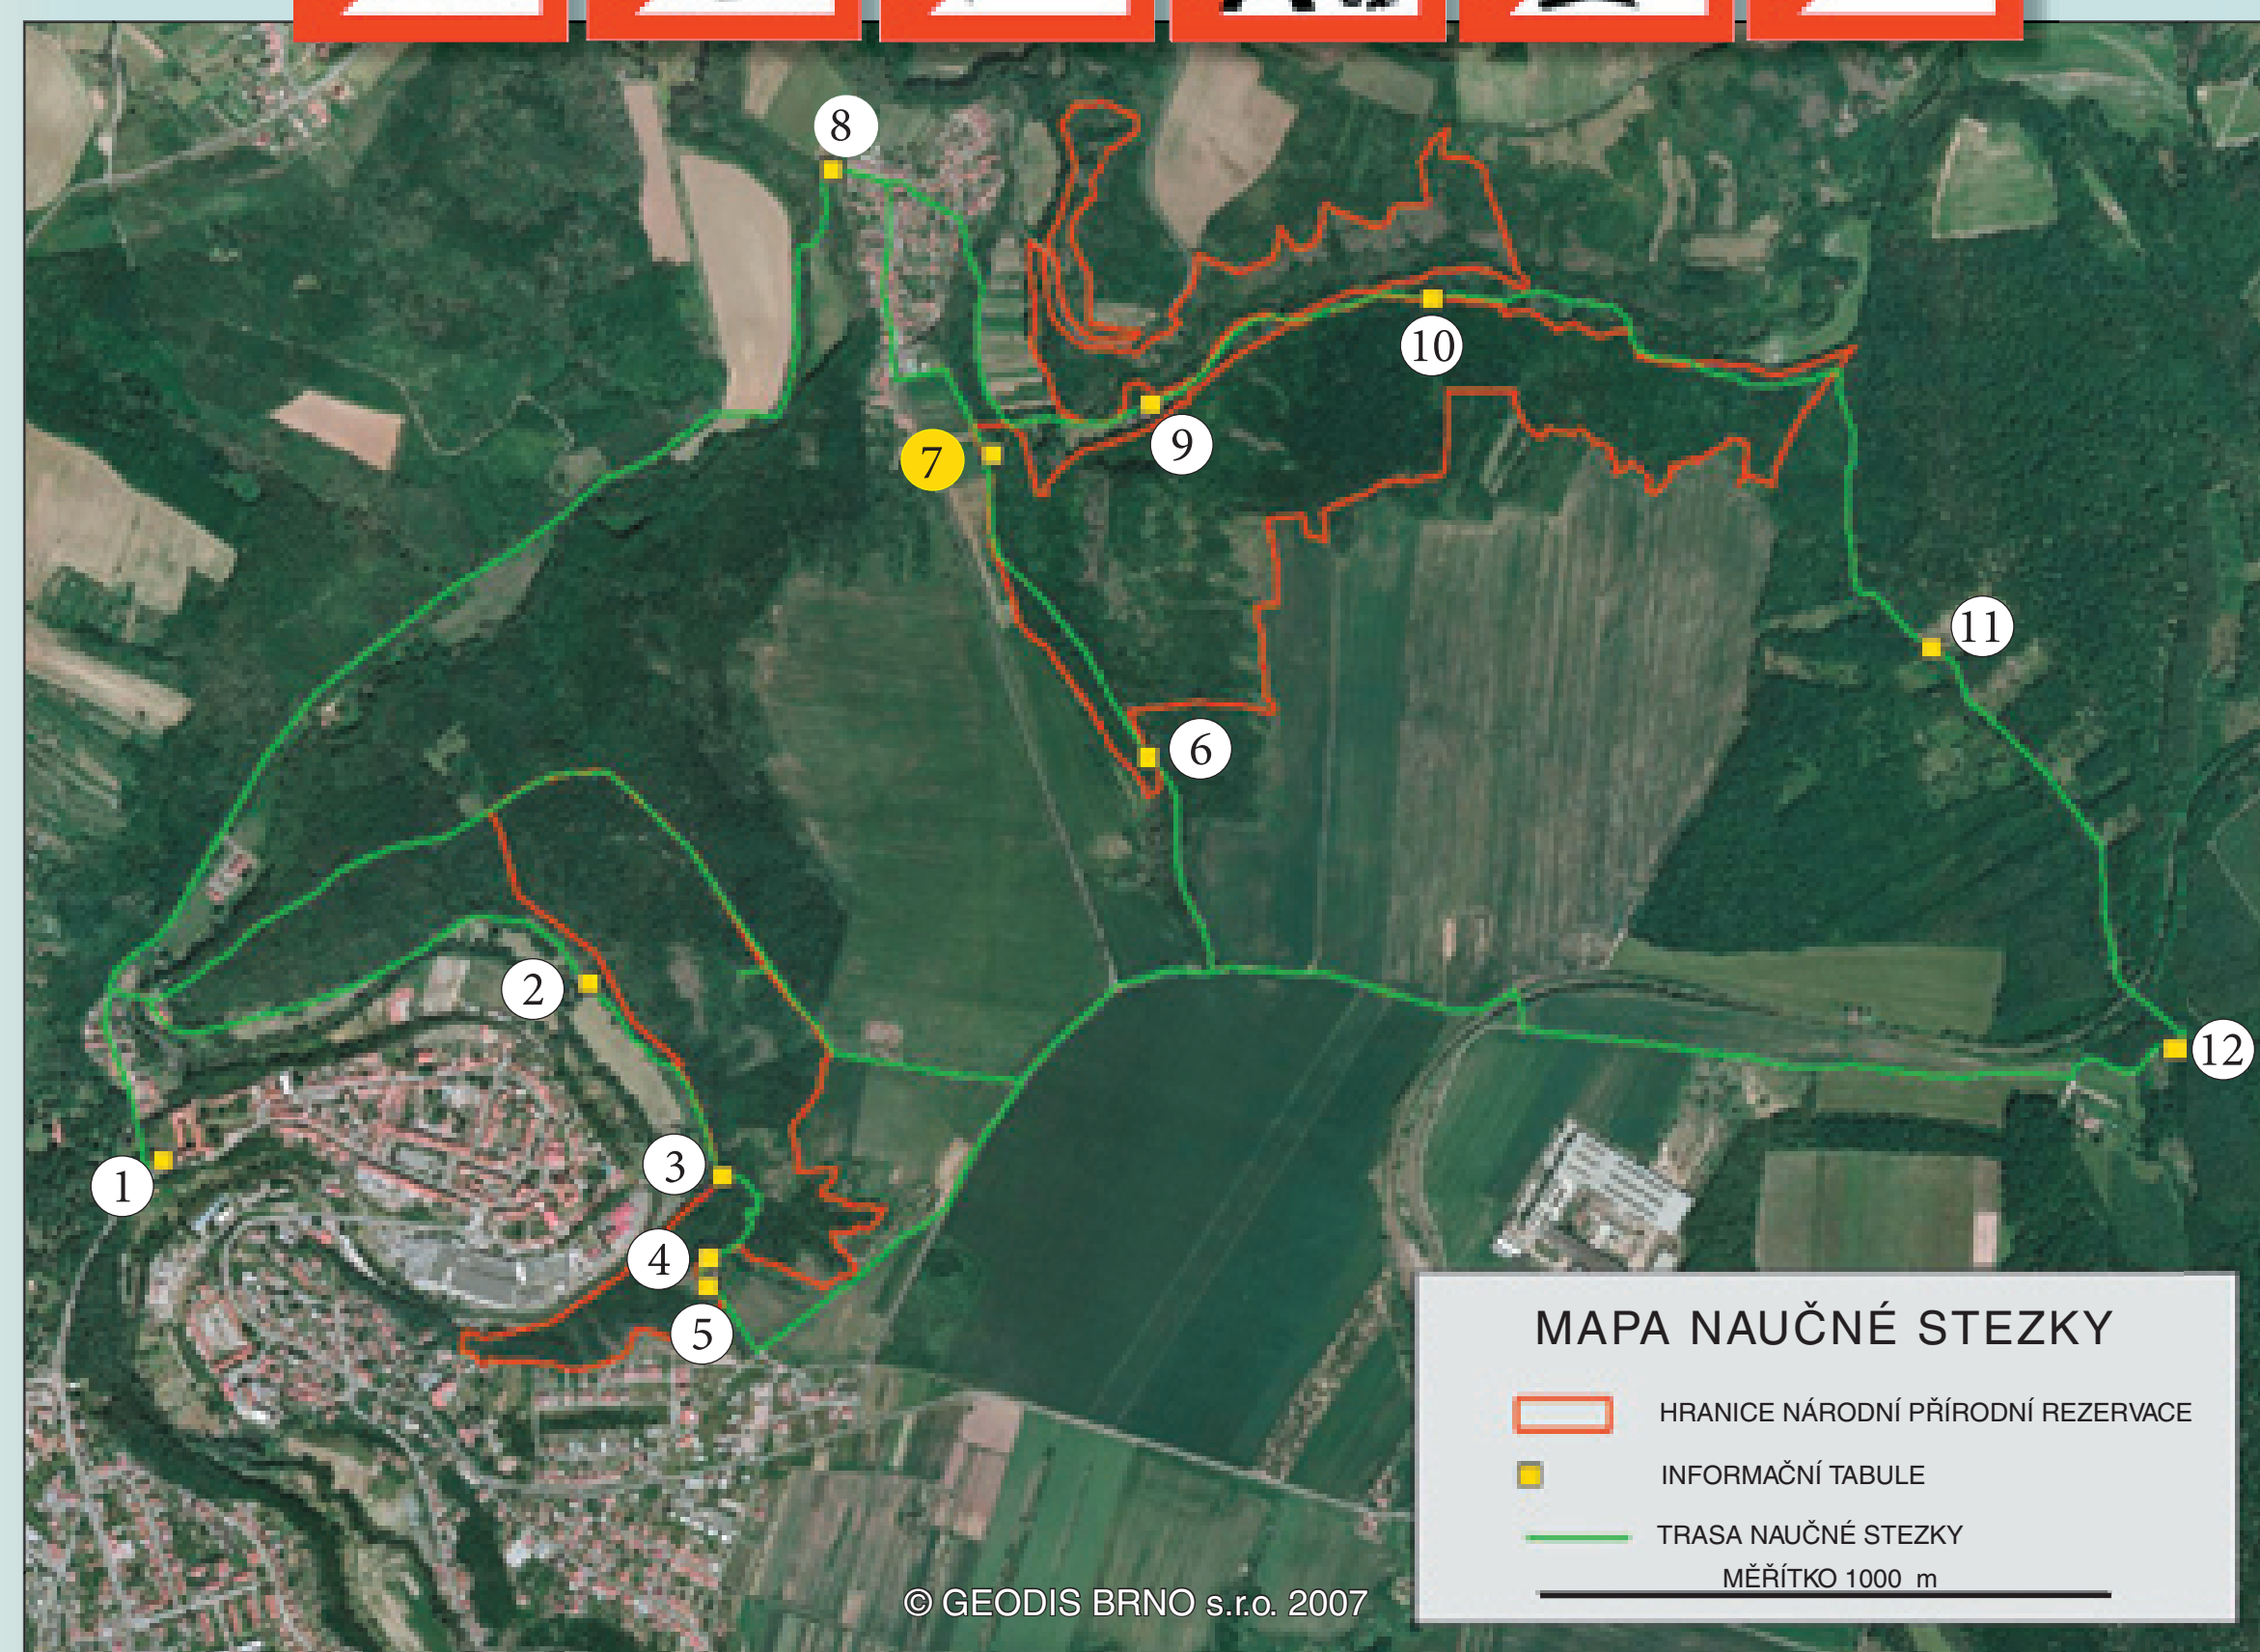 8
10
9
7
11
6
2
12
3
1
4
5
MAPA NAUČNÉ STEZKY
HRANICE NÁRODNÍ PŘÍRODNÍ REZERVACE
INFORMAČNÍ TABULE
TRASA NAUČNÉ STEZKY
MĚŘÍTKO 1000 m
© GEODIS BRNO s.r.o. 2007